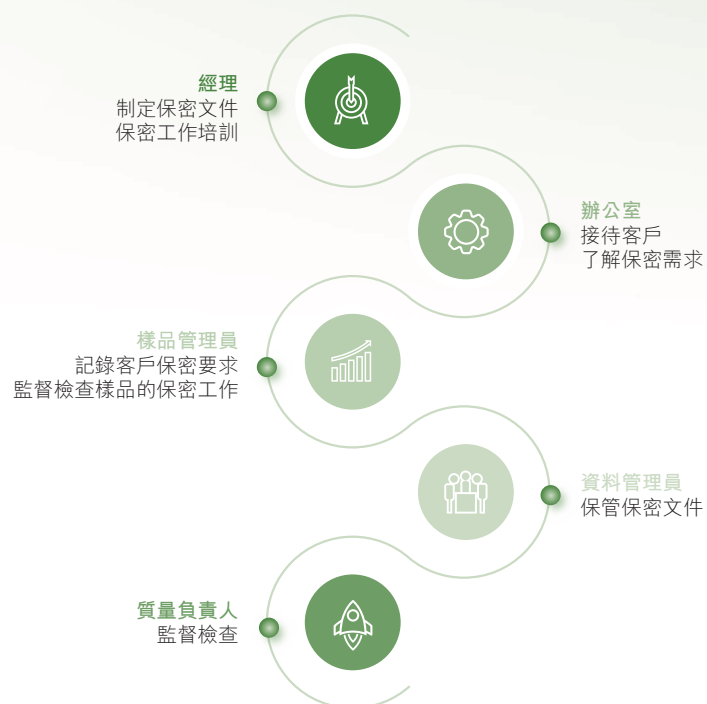 經理
制定保密文件
保密工作培訓
辦公室
接待客戶
了解保密需求
樣品管理員
記錄客戶保密要求
監督檢查樣品的保密工作
資料管理員
保管保密文件
質量負責人
監督檢查